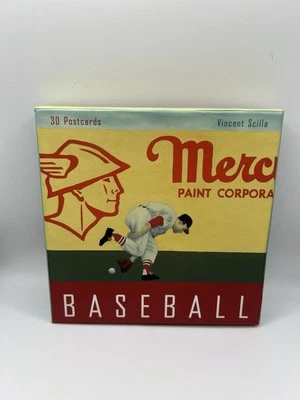 30 Postcards Vincent Scilla
Merc
PAINT CORPORA
BASEBALL